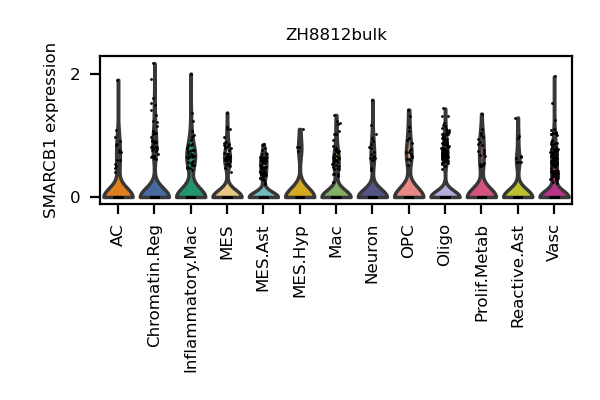 ZH8812bulk
SMARCB1 expression
2
0
AC
Chromatin.Reg
Inflammatory.Mac
MES
MES.Ast
MES.Hyp
Mac
Neuron
OPC
Oligo
Prolif.Metab
Reactive.Ast
Vasc